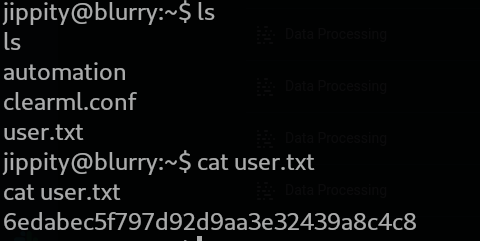 jippity@blurry:~$ ls
ls
Data Processing
automation
clearml.conf
Data Processing
user.txt
Data Processing
jippity@blurry:~$ cat user.txt
cat user.txt
Data Processing
6edabec5f797d92d9aa3e32439a8c4c8